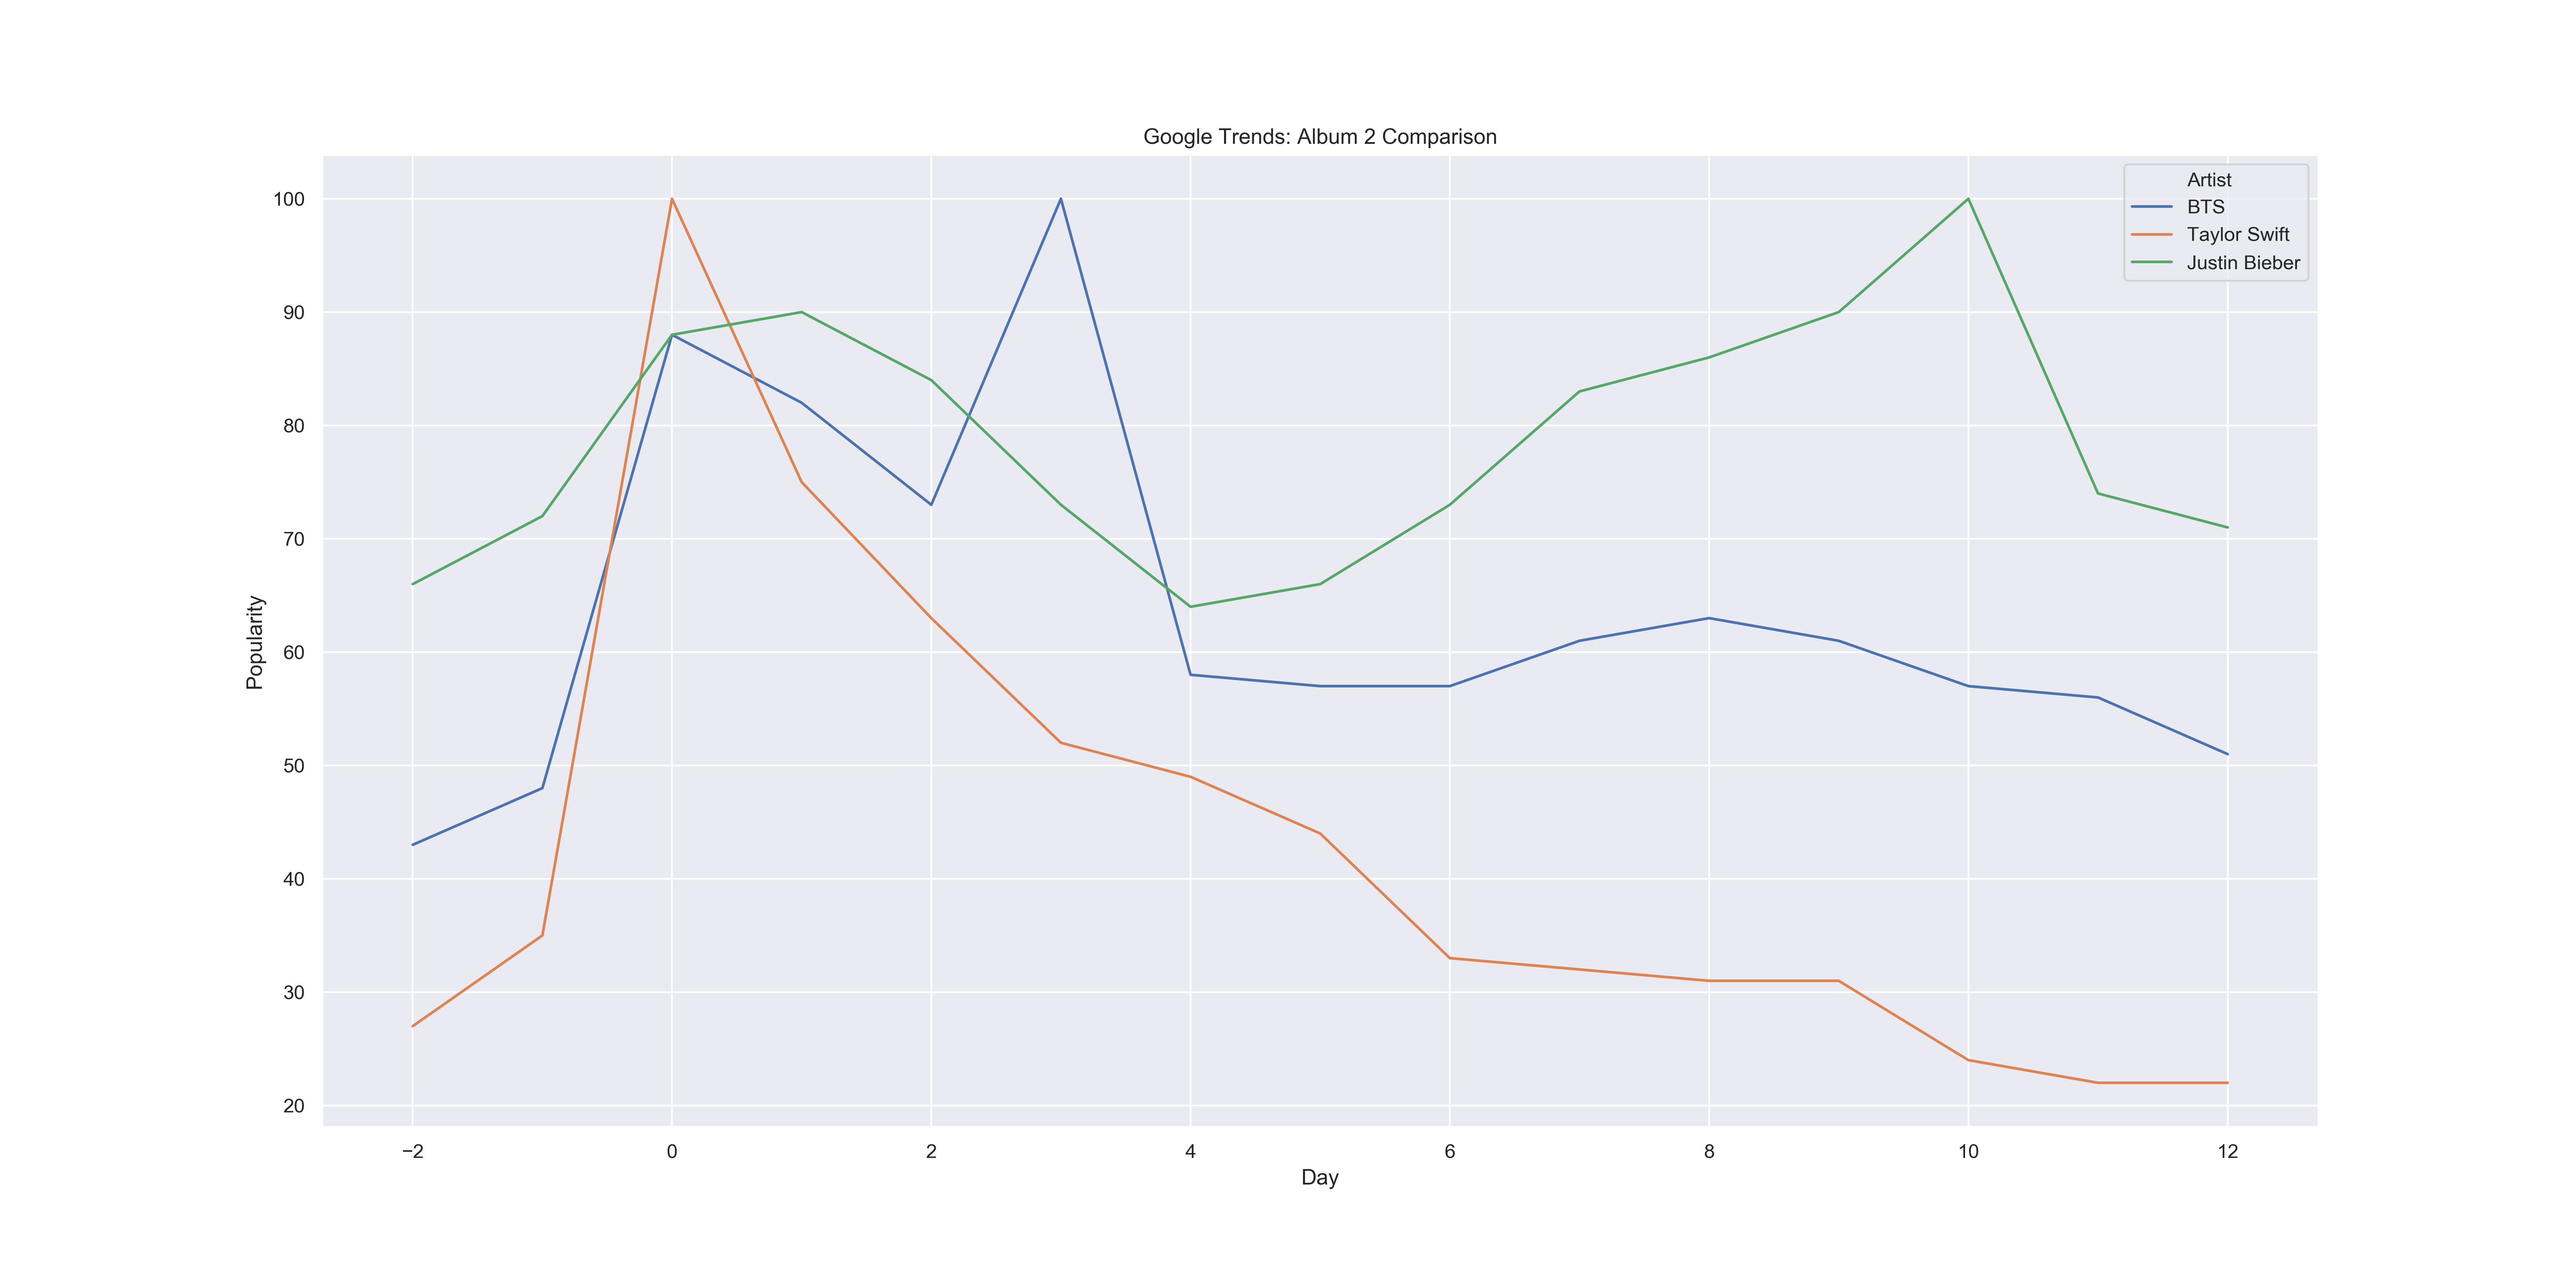 Google Trends: Album 2 Comparison
Artist
BTS
Taylor Swift
Justin Bieber
100
90
80
70
60
50
40
30
20
Popularity
−2 0 2 4 6 8 10 12
Day